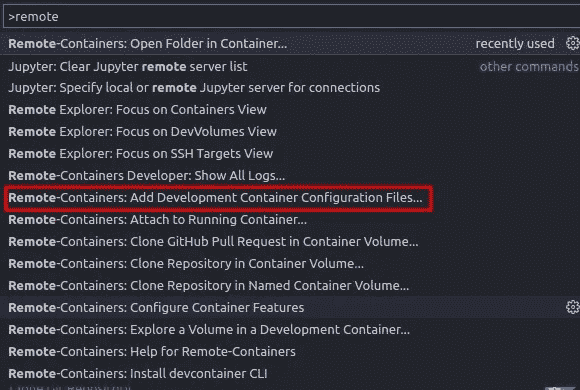 >remote
Remote-Containers: Open Folder in Container... recently used
Jupyter: Clear Jupyter remote server list other commands
Jupyter: Specify local or remote Jupyter server for connections
Remote Explorer: Focus on Containers View
Remote Explorer: Focus on DevVolumes View
Remote Explorer: Focus on SSH Targets View
Remote-Containers Developer: Show All Logs...
Remote-Containers: Add Development Container Configuration Files...
Remote-Containers: Attach to Running Container...
Remote-Containers: Clone GitHub Pull Request in Container Volume...
Remote-Containers: Clone Repository in Container Volume...
Remote-Containers: Clone Repository in Named Container Volume...
Remote-Containers: Configure Container Features
Remote-Containers: Explore a Volume in a Development Container...
Remote-Containers: Help for Remote-Containers
Remote-Containers: Install devcontainer CLI